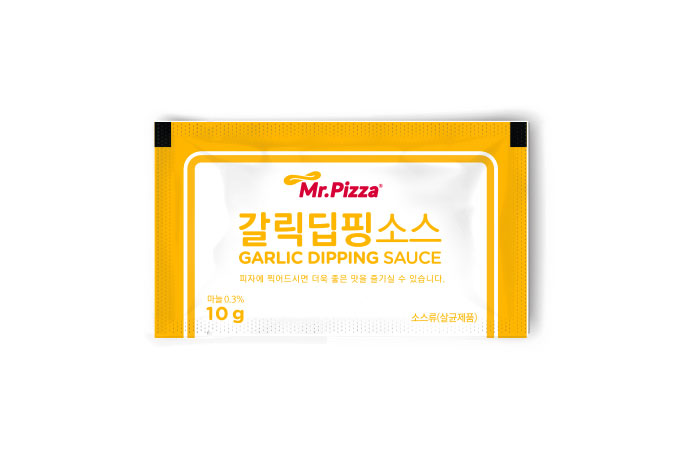 Mr.Pizza®
갈릭딥핑소스
GARLIC DIPPING SAUCE
피자에 찍어드시면 더욱 좋은 맛을 즐기실 수 있습니다.
마늘 0.3%
10 g
소스류(살균제품)